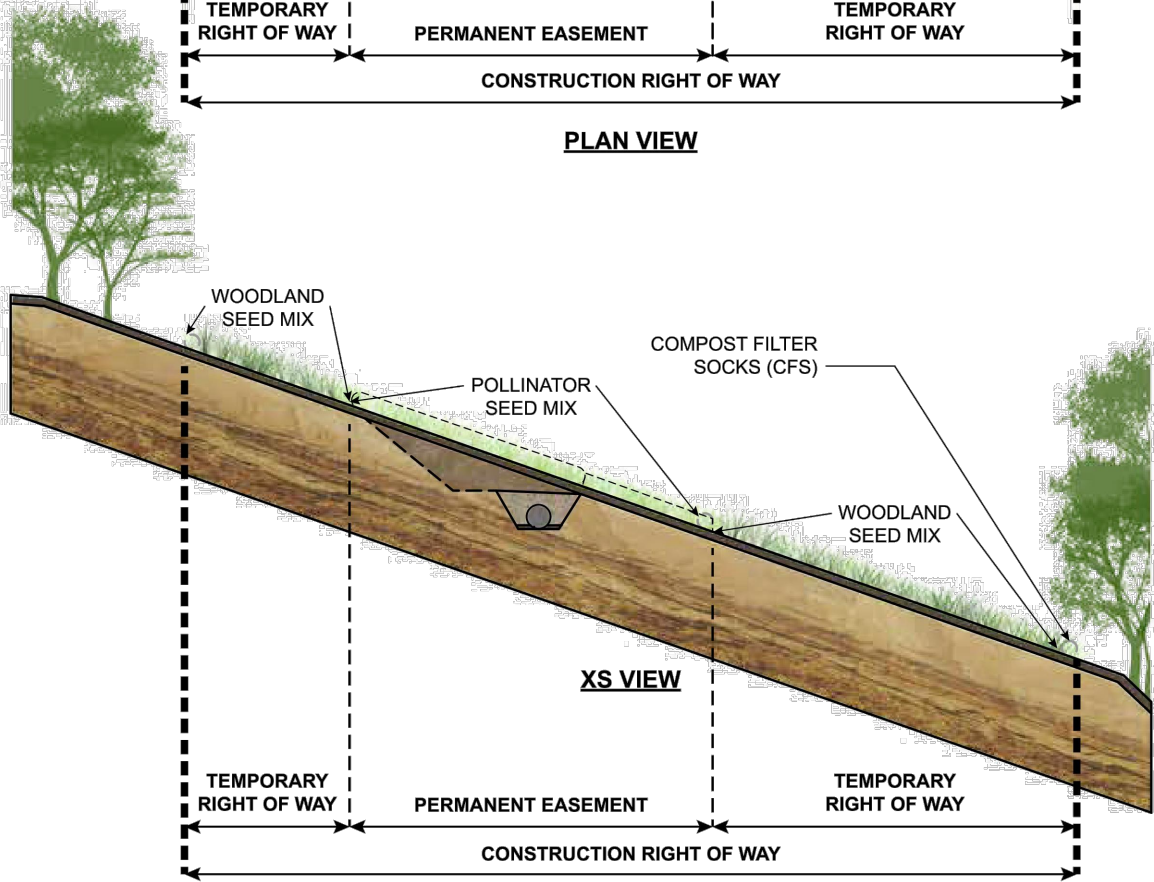 TEMPORARY
RIGHT OF WAY
PERMANENT EASEMENT
TEMPORARY
RIGHT OF WAY
CONSTRUCTION RIGHT OF WAY
PLAN VIEW
WOODLAND
SEED MIX
COMPOST FILTER
SOCKS (CFS)
POLLINATOR
SEED MIX
WOODLAND
SEED MIX
XS VIEW
TEMPORARY
RIGHT OF WAY
PERMANENT EASEMENT
TEMPORARY
RIGHT OF WAY
CONSTRUCTION RIGHT OF WAY